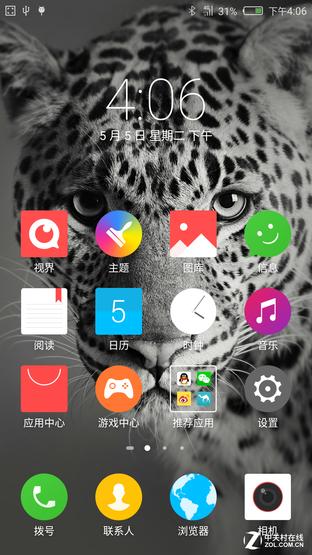 31% 下午4:06
4:06
5月5日 星期二 下午
视界 主题 图库 信息
5
阅读 日历 时钟 音乐
应用中心 游戏中心 推荐应用 设置
拨号 联系人 浏览器 相机
Z 中关村在线
ZOL.COM.CN